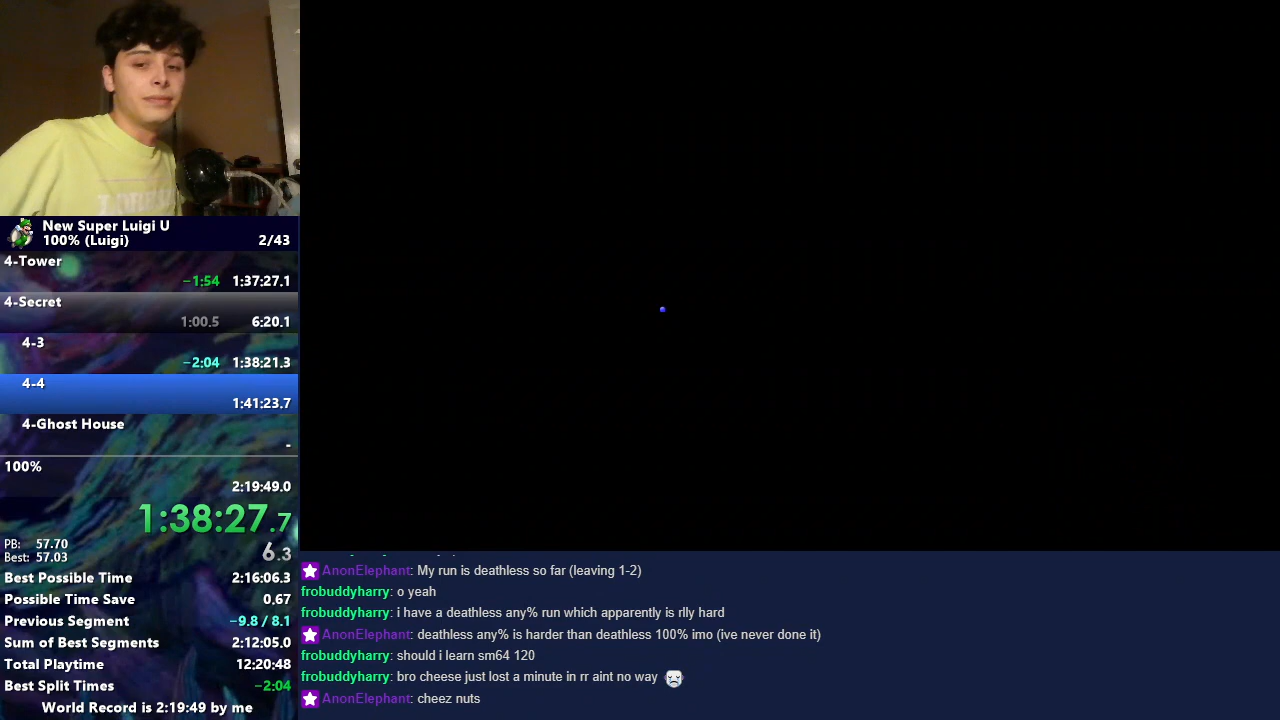 New Super Luigi U
100% (Luigi) 2/43
4-Tower
−1:54 1:37:27.1
4-Secret
1:00.5 6:20.1
4-3
−2:04 1:38:21.3
4-4
1:41:23.7
4-Ghost House
-
100%
2:19:49.0
1:38:27.7
PB: 57.70
Best: 57.03
6.3
Best Possible Time 2:16:06.3
Possible Time Save 0.67
Previous Segment −9.8 / 8.1
Sum of Best Segments 2:12:05.0
Total Playtime 12:20:48
Best Split Times −2:04
World Record is 2:19:49 by me
AnonElephant: My run is deathless so far (leaving 1-2)
frobuddyharry: o yeah
frobuddyharry: i have a deathless any% run which apparently is rlly hard
AnonElephant: deathless any% is harder than deathless 100% imo (ive never done it)
frobuddyharry: should i learn sm64 120
frobuddyharry: bro cheese just lost a minute in rr aint no way
AnonElephant: cheez nuts